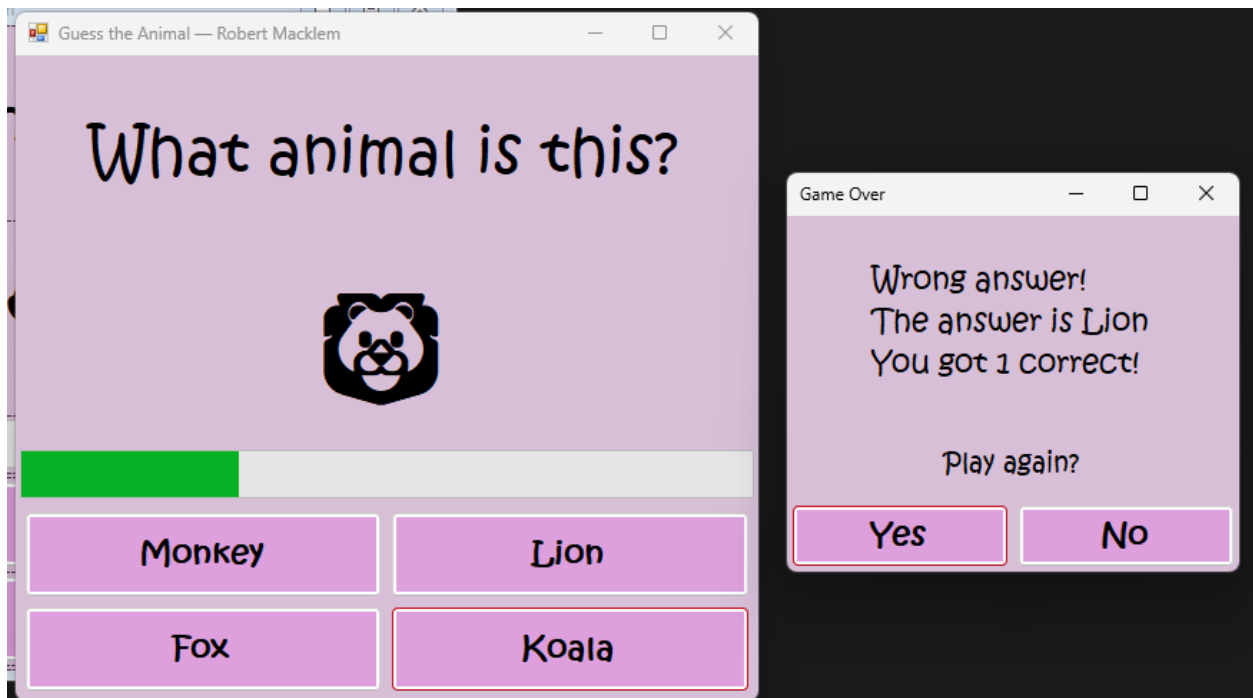 Guess the Animal — Robert Macklem
What animal is this?
Monkey
Lion
Fox
Koala
Game Over
Wrong answer!
The answer is Lion
You got 1 correct!
Play again?
Yes
No